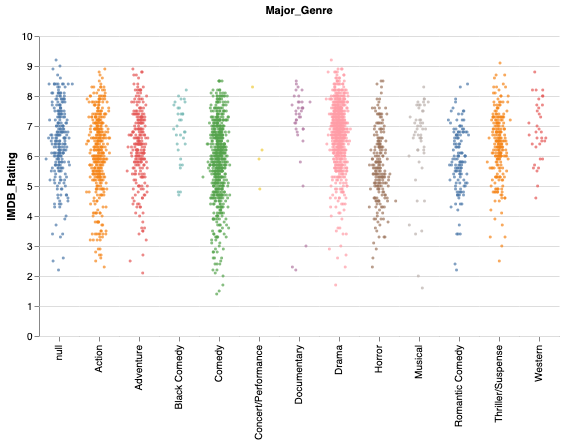 Major_Genre
IMDB_Rating
10
9
8
7
6
5
4
3
2
1
0
null
Action
Adventure
Black Comedy
Comedy
Concert/Performance
Documentary
Drama
Horror
Musical
Romantic Comedy
Thriller/Suspense
Western